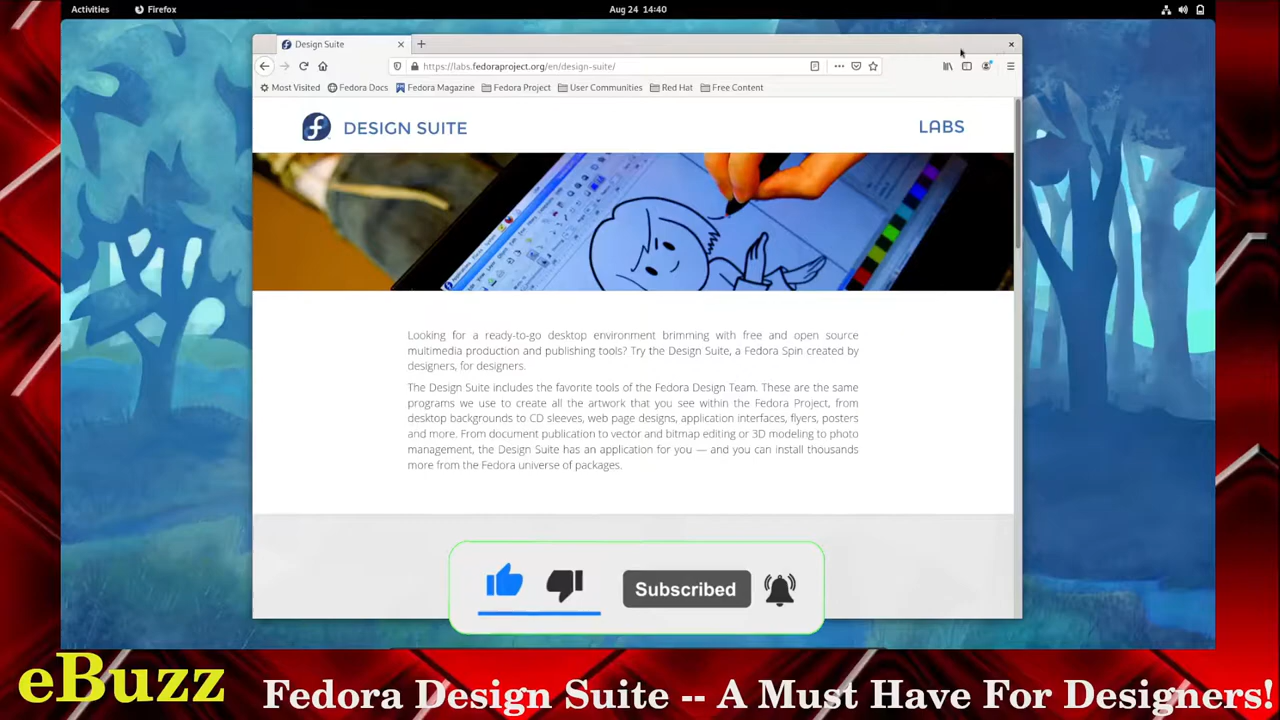 Activities
Firefox
Aug 24 14:40
Design Suite
https://labs.fedoraproject.org/en/design-suite/
Most Visited
Fedora Docs
Fedora Magazine
Fedora Project
User Communities
Red Hat
Free Content
DESIGN SUITE
LABS
Looking for a ready-to-go desktop environment brimming with free and open source
multimedia production and publishing tools? Try the Design Suite, a Fedora Spin created by
designers, for designers.
The Design Suite includes the favorite tools of the Fedora Design Team. These are the same
programs we use to create all the artwork that you see within the Fedora Project, from
desktop backgrounds to CD sleeves, web page designs, application interfaces, flyers, posters
and more. From document publication to vector and bitmap editing or 3D modeling to photo
management, the Design Suite has an application for you — and you can install thousands
more from the Fedora universe of packages.
Subscribed
eBuzz
Fedora Design Suite -- A Must Have For Designers!